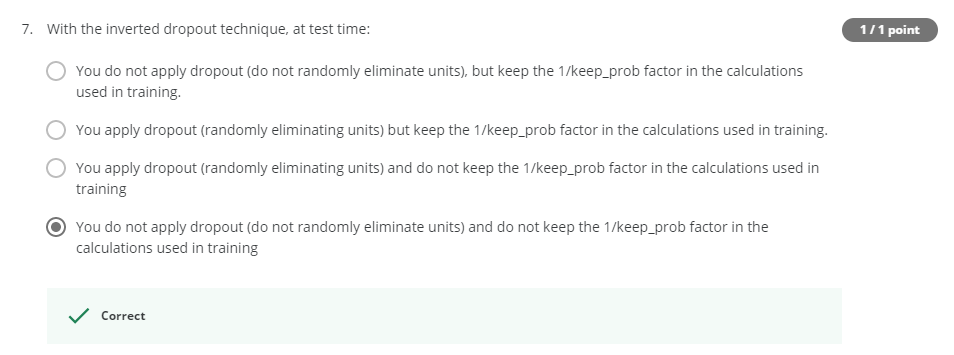 7. With the inverted dropout technique, at test time:
1 / 1 point
You do not apply dropout (do not randomly eliminate units), but keep the 1/keep_prob factor in the calculations
used in training.
You apply dropout (randomly eliminating units) but keep the 1/keep_prob factor in the calculations used in training.
You apply dropout (randomly eliminating units) and do not keep the 1/keep_prob factor in the calculations used in
training
You do not apply dropout (do not randomly eliminate units) and do not keep the 1/keep_prob factor in the
calculations used in training
Correct